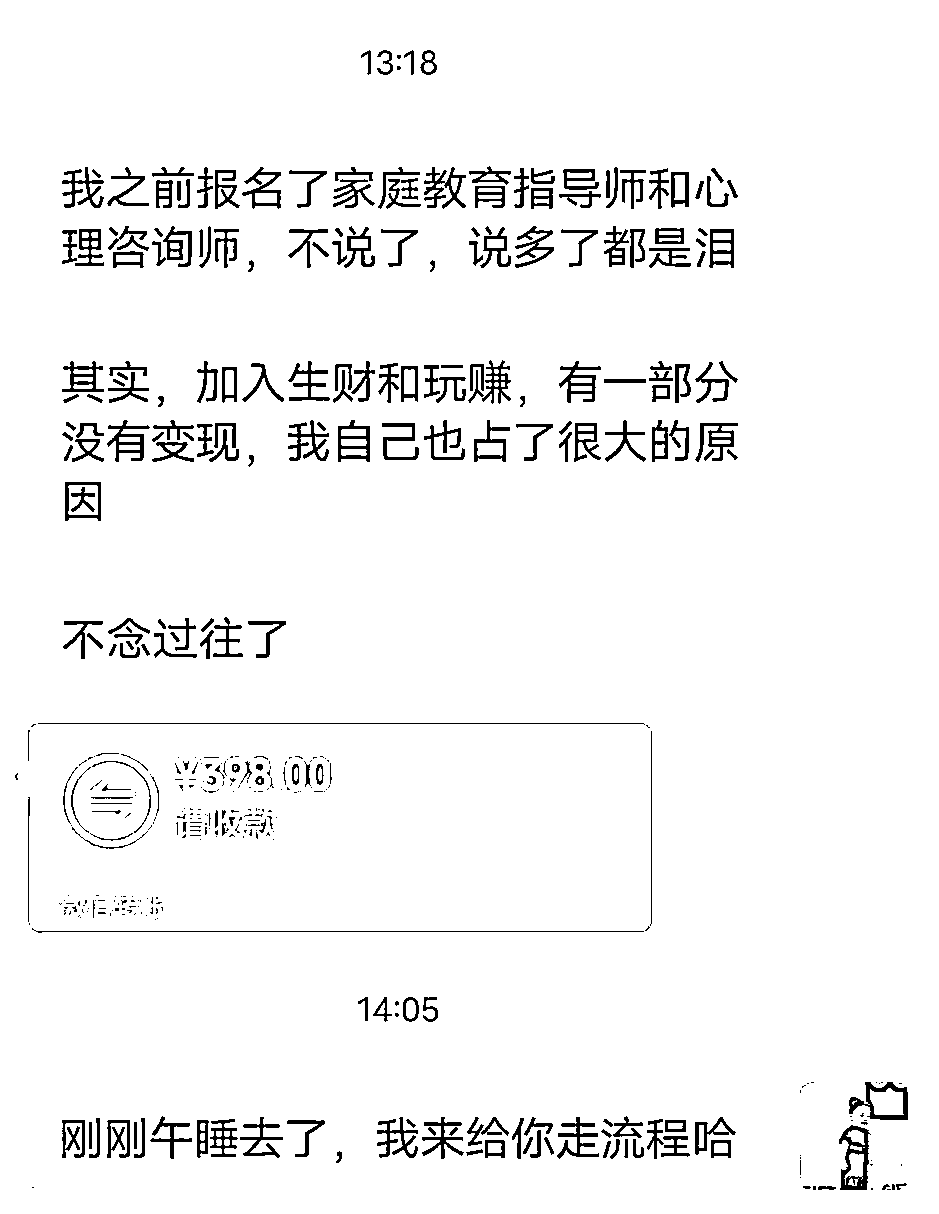 13:18
我之前报名了家庭教育指导师和心
理咨询师，不说了，说多了都是泪
其实，加入生财和玩赚，有一部分
没有变现，我自己也占了很大的原
因
不念过往了
¥398.00
请收款
微信转账
14:05
刚刚午睡去了，我来给你走流程哈